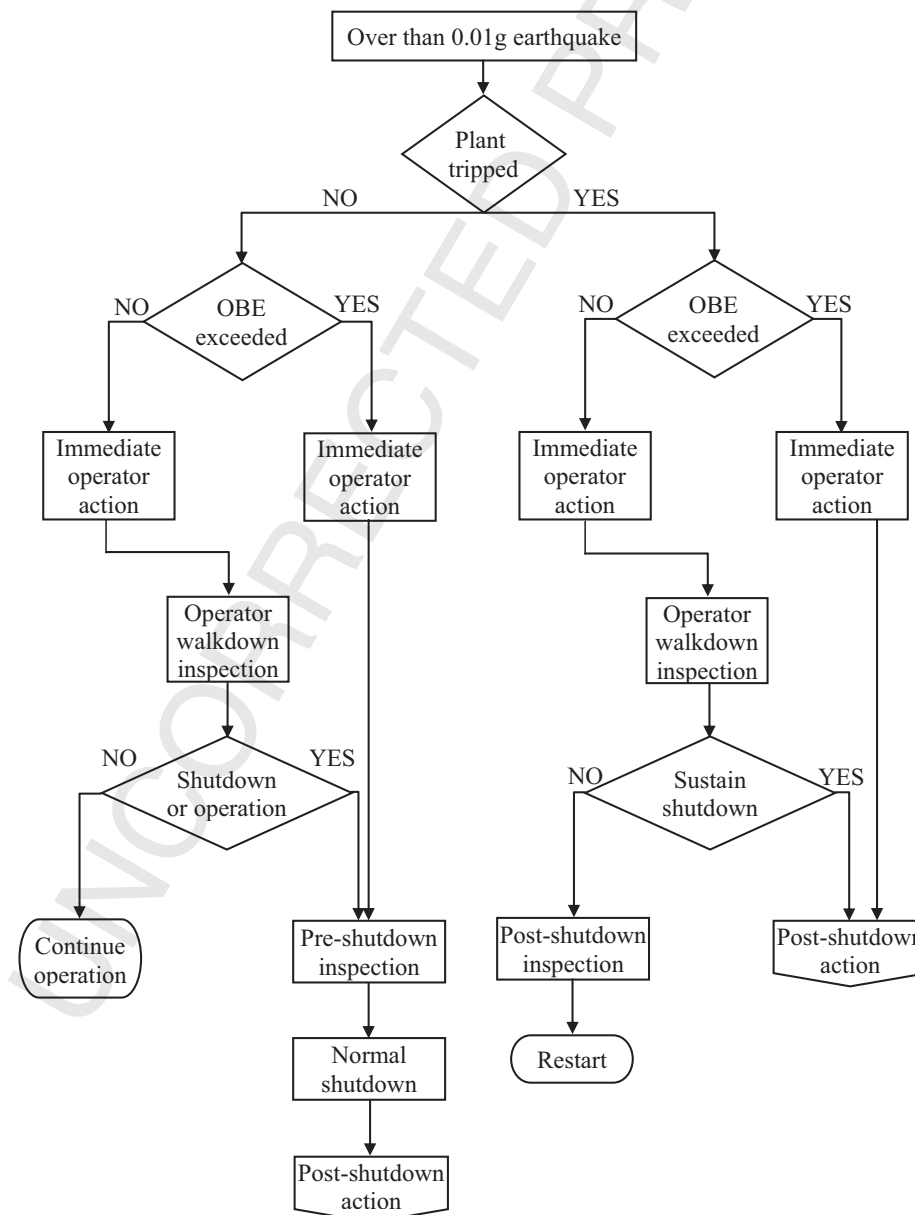 Over than 0.01g earthquake
Plant
tripped
NO
YES
NO
OBE
exceeded
YES
NO
OBE
exceeded
YES
Immediate
operator
action
Immediate
operator
action
Immediate
operator
action
Immediate
operator
action
Operator
walkdown
inspection
Operator
walkdown
inspection
NO
Shutdown
or operation
YES
NO
Sustain
shutdown
YES
Continue
operation
Pre-shutdown
inspection
Post-shutdown
inspection
Post-shutdown
action
Normal
shutdown
Restart
Post-shutdown
action
UNCORRECTED PR